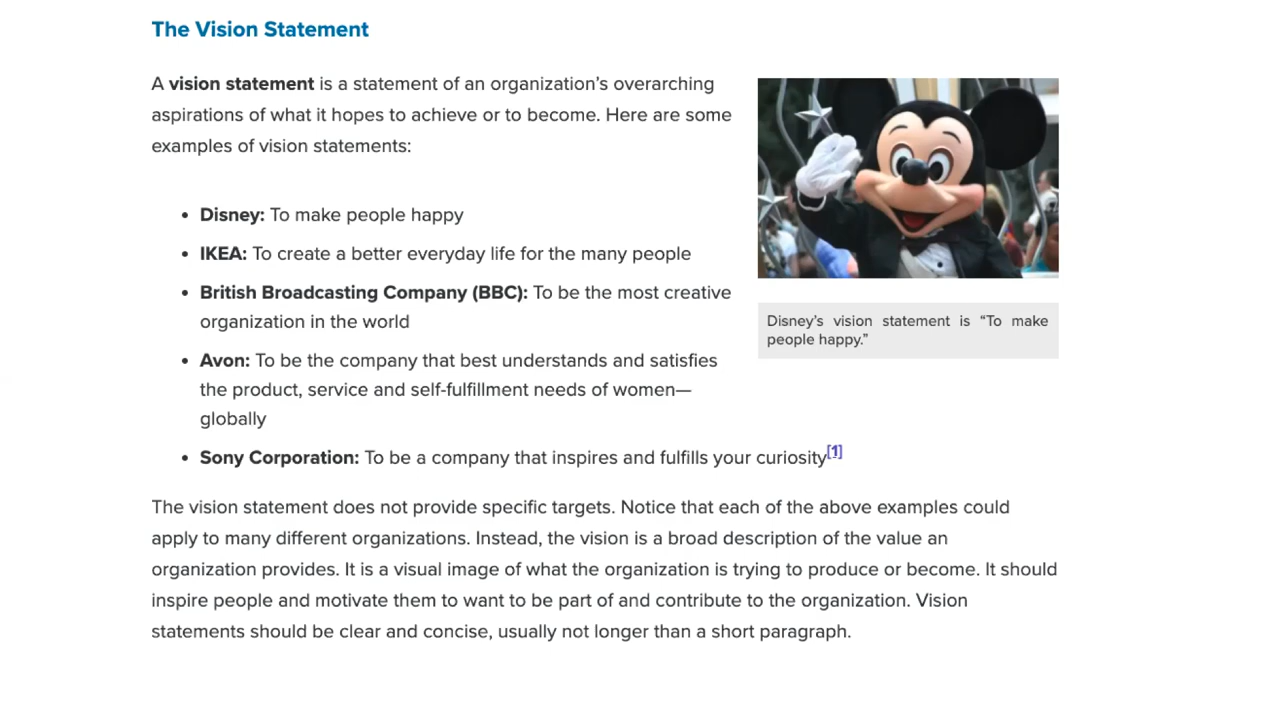 The Vision Statement
A vision statement is a statement of an organization’s overarching
aspirations of what it hopes to achieve or to become. Here are some
examples of vision statements:
• Disney: To make people happy
• IKEA: To create a better everyday life for the many people
• British Broadcasting Company (BBC): To be the most creative
organization in the world
• Avon: To be the company that best understands and satisfies
the product, service and self-fulfillment needs of women—
globally
• Sony Corporation: To be a company that inspires and fulfills your curiosity[1]
Disney’s vision statement is “To make
people happy.”
The vision statement does not provide specific targets. Notice that each of the above examples could
apply to many different organizations. Instead, the vision is a broad description of the value an
organization provides. It is a visual image of what the organization is trying to produce or become. It should
inspire people and motivate them to want to be part of and contribute to the organization. Vision
statements should be clear and concise, usually not longer than a short paragraph.